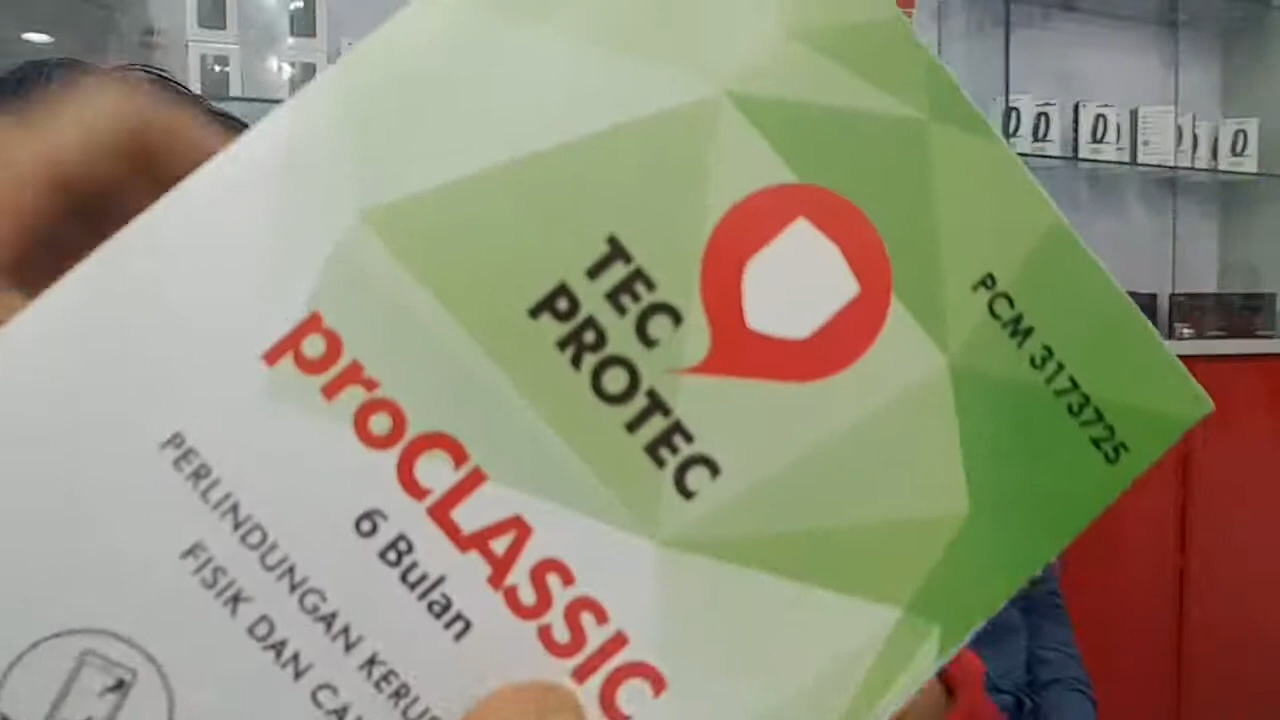 PCM 3173725
TEC
PROTEC
proCLASSIC
6 Bulan
PERLINDUNGAN
FISIK DAN